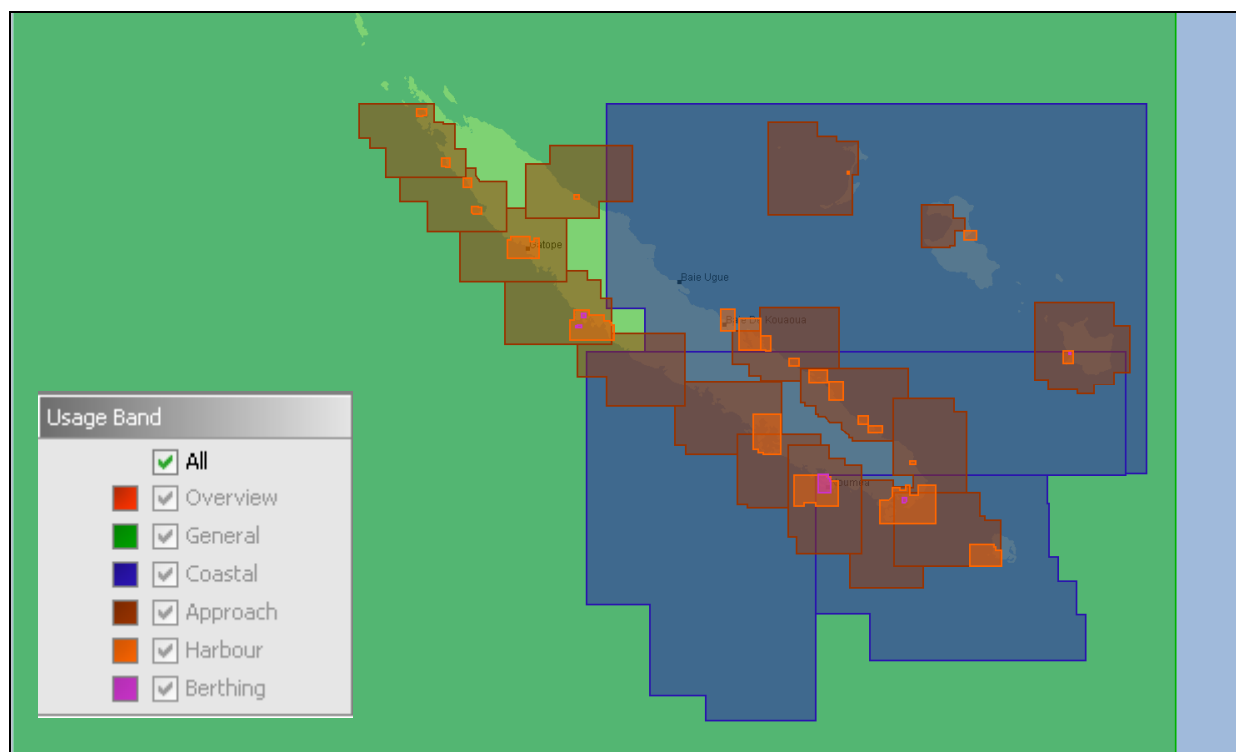 Baie Ugue
Usage Band
All
Overview
General
Coastal
Approach
Harbour
Berthing